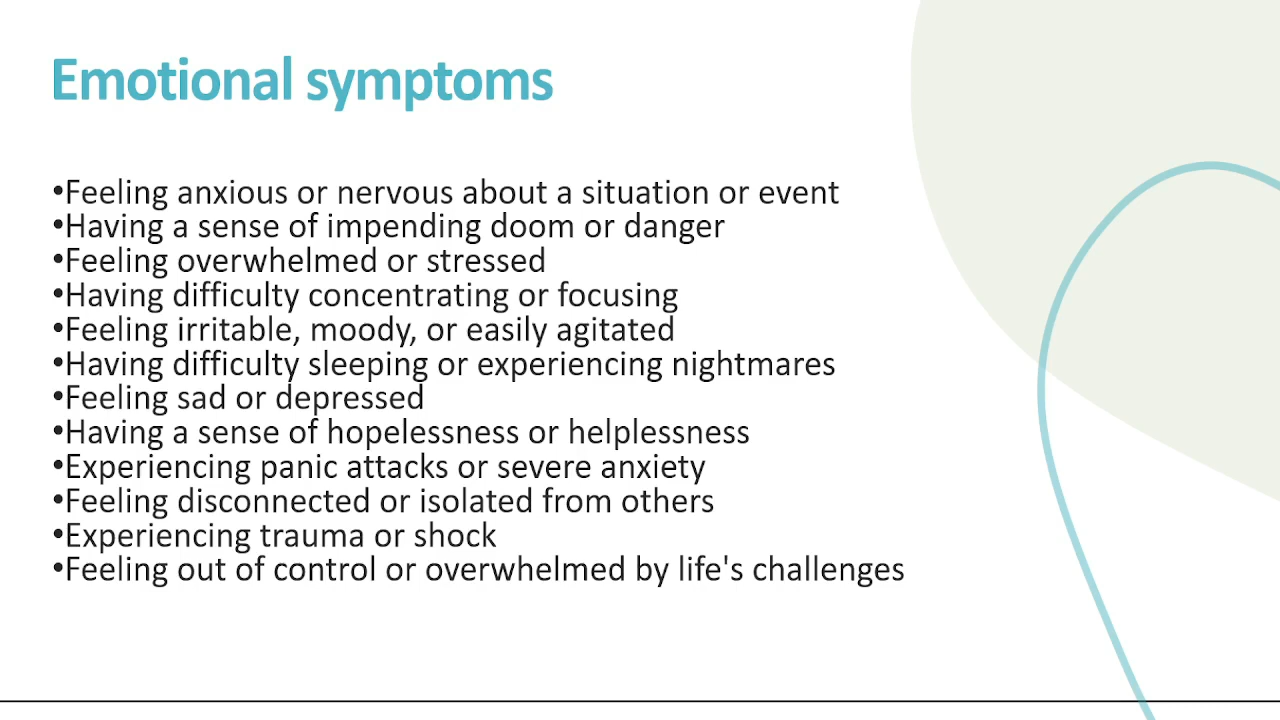 Emotional symptoms
•Feeling anxious or nervous about a situation or event
•Having a sense of impending doom or danger
•Feeling overwhelmed or stressed
•Having difficulty concentrating or focusing
•Feeling irritable, moody, or easily agitated
•Having difficulty sleeping or experiencing nightmares
•Feeling sad or depressed
•Having a sense of hopelessness or helplessness
•Experiencing panic attacks or severe anxiety
•Feeling disconnected or isolated from others
•Experiencing trauma or shock
•Feeling out of control or overwhelmed by life's challenges